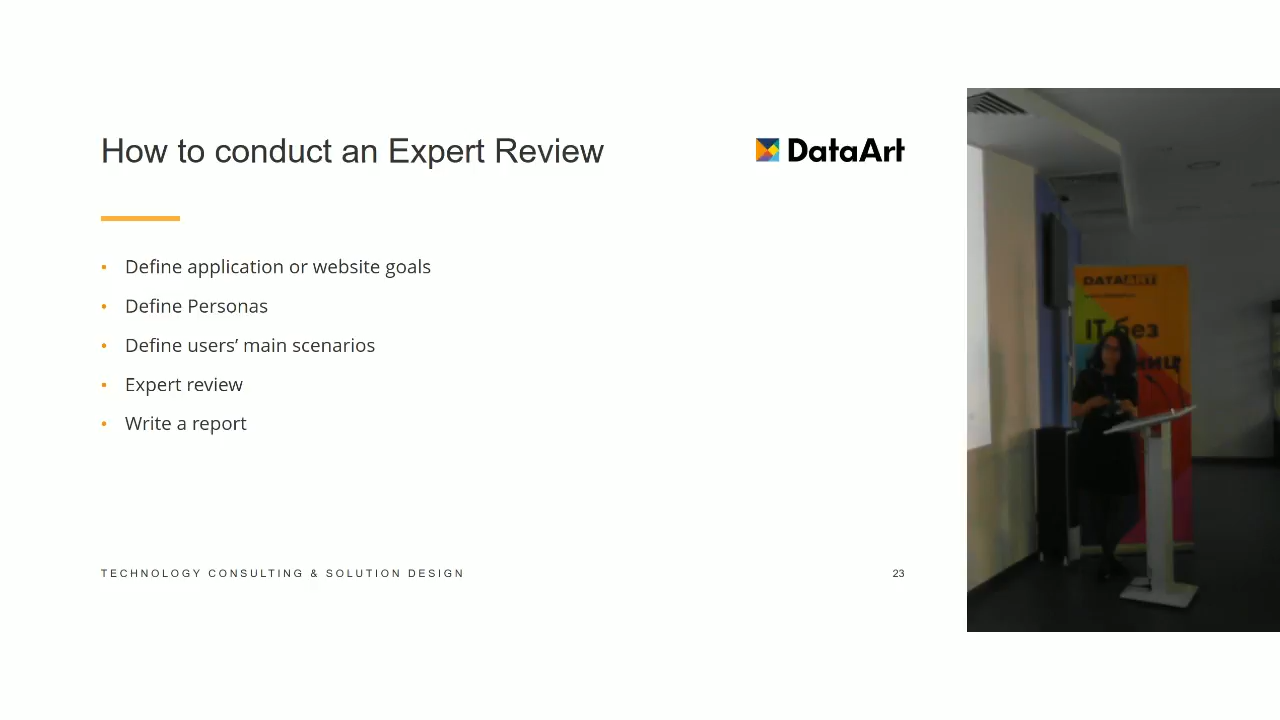 How to conduct an Expert Review
DataArt
Define application or website goals
Define Personas
Define users’ main scenarios
Expert review
Write a report
TECHNOLOGY CONSULTING & SOLUTION DESIGN
23
DATAART
IT без